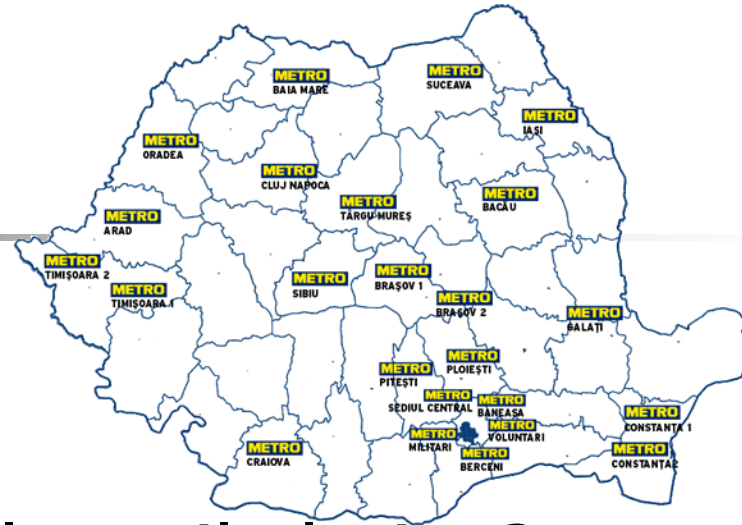 METRO
BAIA MARE
METRO
SUCEAVA
METRO
IAȘI
METRO
ORADEA
METRO
CLUJ NAPOCA
METRO
TÂRGU MUREȘ
METRO
BACĂU
METRO
ARAD
METRO
TIMIȘOARA 2
METRO
TIMIȘOARA 1
METRO
SIBIU
METRO
BRAȘOV 1
METRO
BRAȘOV 2
METRO
GALAȚI
METRO
PITEȘTI
METRO
PLOIEȘTI
METRO
SEDIUL CENTRAL
METRO
BĂNEASA
METRO
MILITARI
METRO
VOLUNTARI
METRO
BERCENI
METRO
CONSTANȚA 1
METRO
CONSTANȚA2
METRO
CRAIOVA